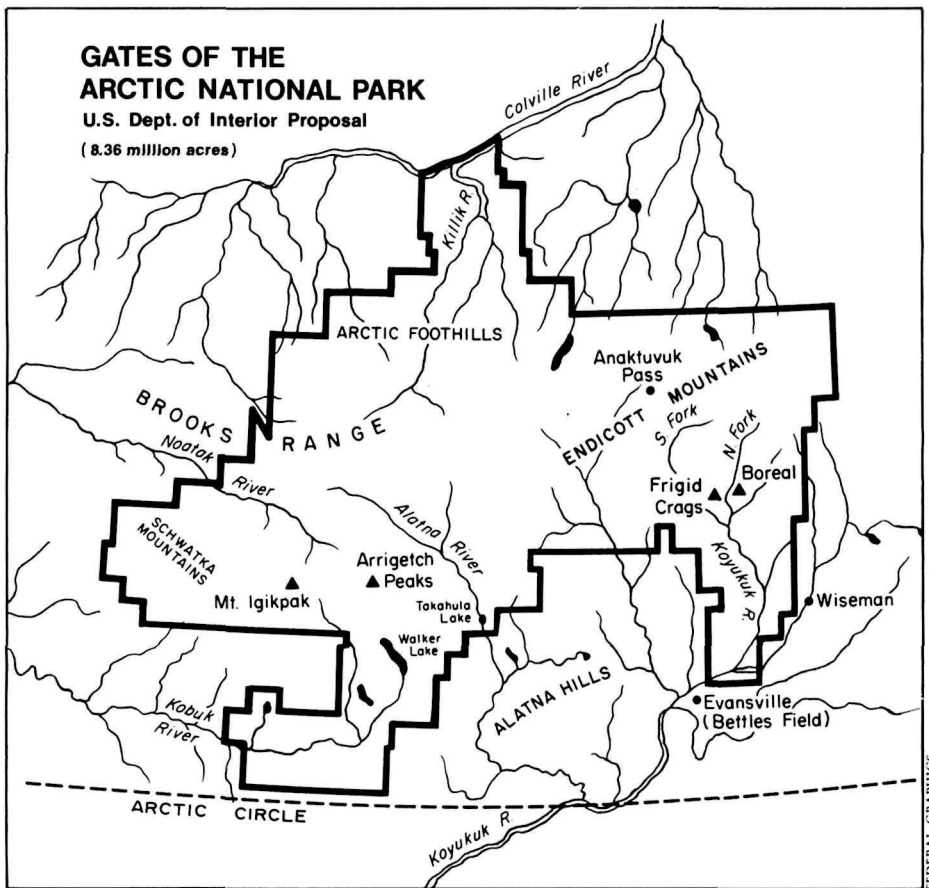 GATES OF THE
ARCTIC NATIONAL PARK
U.S. Dept. of Interior Proposal
(8.36 million acres)
Colville River
Killik R.
ARCTIC FOOTHILLS
Anaktuvuk
Pass
ENDICOTT MOUNTAINS
BROOKS RANGE
S. Fork
N. Fork
Noatak
River
Boreal
Frigid
Crags
Alatna
River
SCHWATKA
MOUNTAINS
Arrigetch
Peaks
Mt. Igikpak
Koyukuk R.
Takahula
Lake
Wiseman
Walker
Lake
ALATNA HILLS
Kobuk
River
Evansville
(Bettles Field)
ARCTIC CIRCLE
Koyukuk R.
FEDERAL GRAPHICS